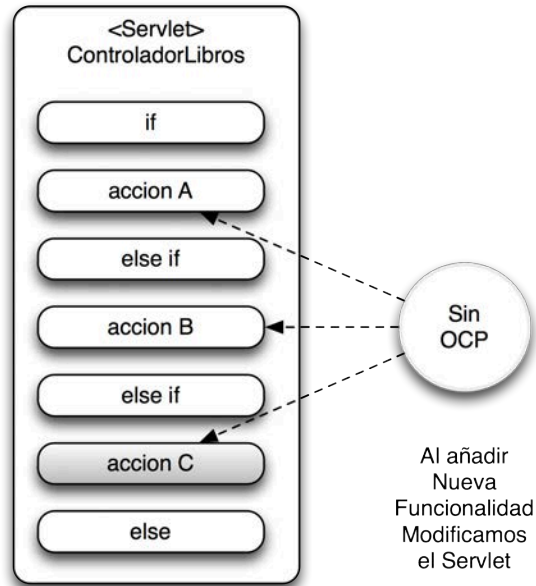 <Servlet>
ControladorLibros
if
accion A
else if
accion B
else if
accion C
else
Sin
OCP
Al añadir
Nueva
Funcionalidad
Modificamos
el Servlet